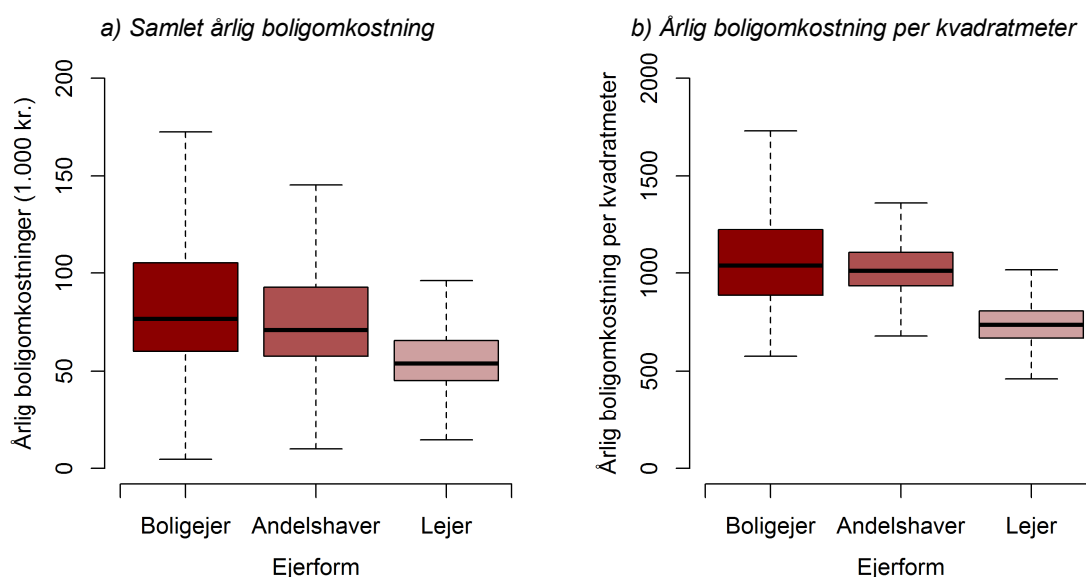 a) Samlet årlig boligomkostning
Årlig boligomkostninger (1.000 kr.)
200
150
100
50
0
Boligejer Andelshaver Lejer
Ejerform
b) Årlig boligomkostning per kvadratmeter
Årlig boligomkostning per kvadratmeter
2000
1500
1000
500
0
Boligejer Andelshaver Lejer
Ejerform